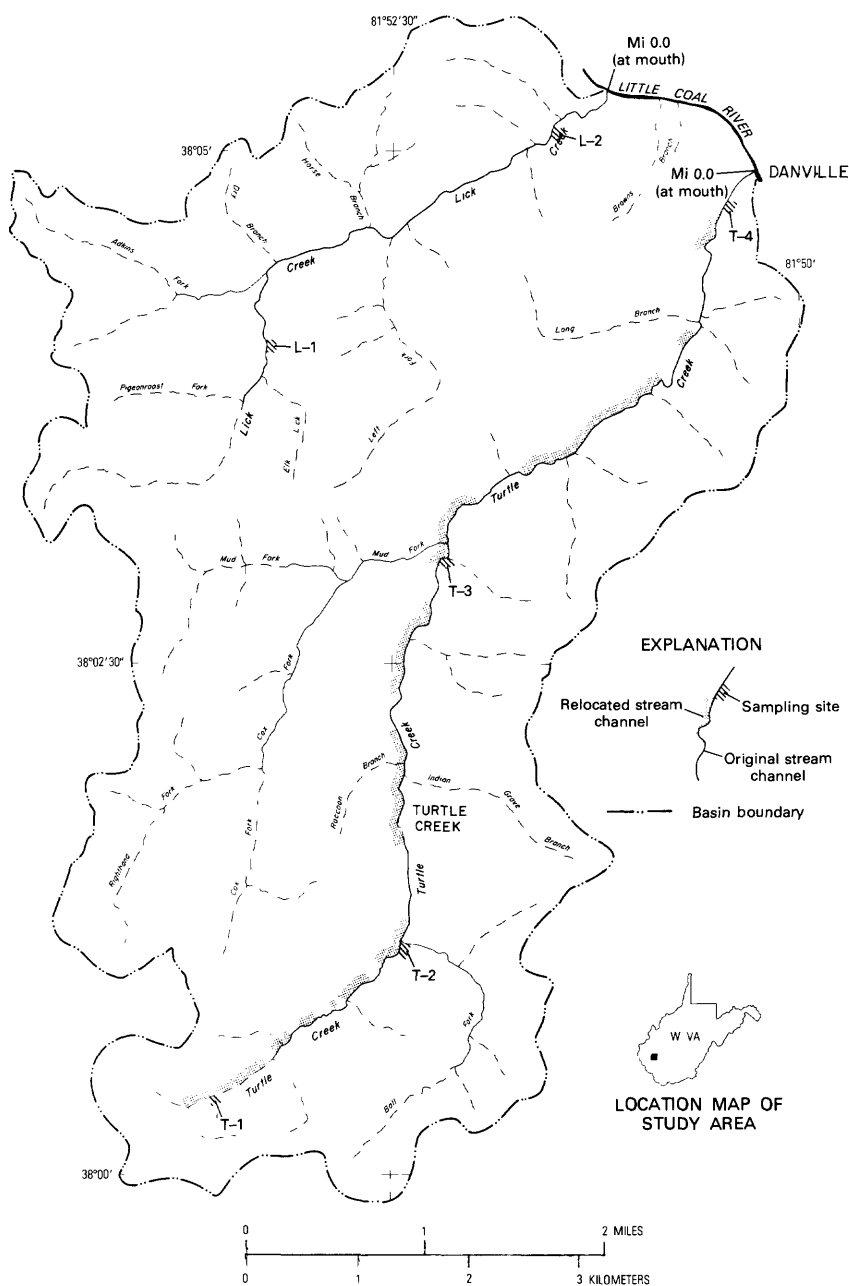 81°52'30"
Mi 0.0
(at mouth)
LITTLE COAL RIVER
L-2
Creek
38°05'
Horse Branch
Dry Branch
Lick
Browns Branch
Mi 0.0
(at mouth)
DANVILLE
T-4
81°50'
Adkins Fork
Creek
Long Branch
L-1
Creek
Left Fork
Pigeonroost Fork
Lick
Elk Lick
Turtle
Mud Fork
Mud Fork
T-3
EXPLANATION
38°02'30"
Cox Fork
Relocated stream
channel
Sampling site
Original stream
channel
Creek
Raccoon Branch
Indian Grave Branch
TURTLE
CREEK
Basin boundary
Righthand Fork
Cox Fork
Turtle
T-2
Creek
Fork
Ball
W VA
Turtle
T-1
LOCATION MAP OF
STUDY AREA
38°00'
0 1 2 MILES
0 1 2 3 KILOMETERS